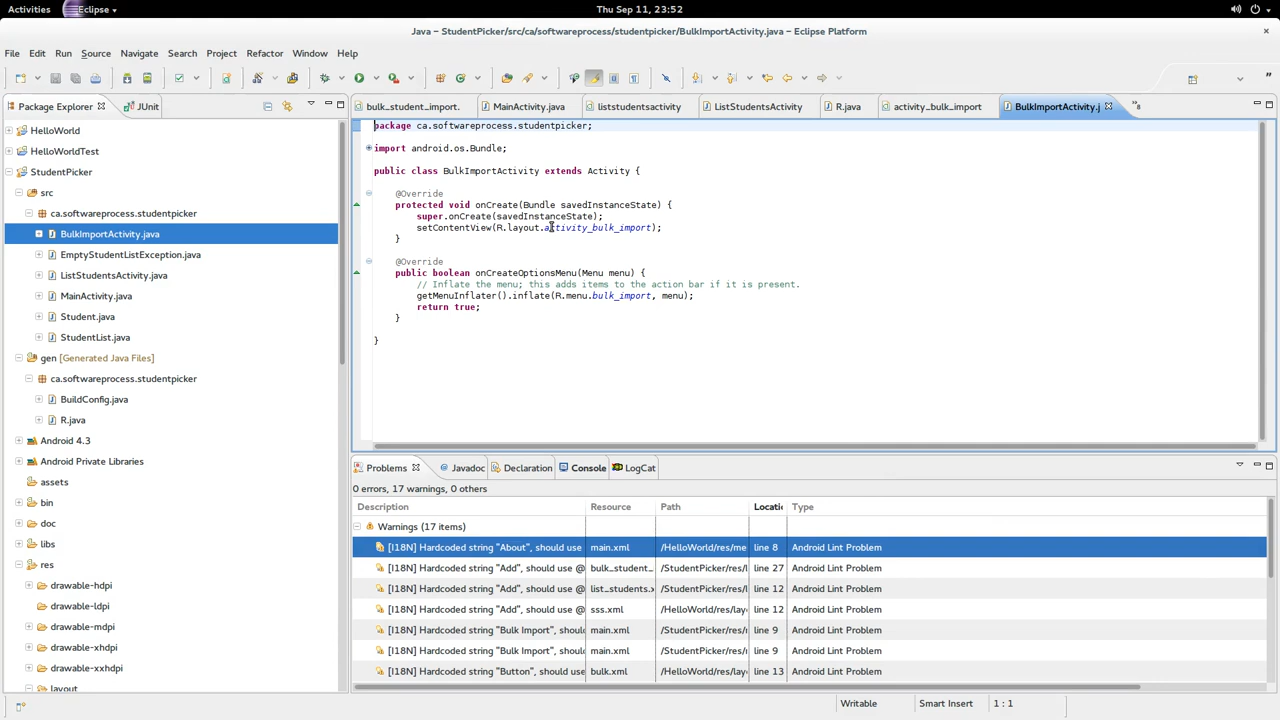 Activities
Eclipse
Thu Sep 11, 23:52
Java – StudentPicker/src/ca/softwareprocess/studentpicker/BulkImportActivity.java – Eclipse Platform
File Edit Run Source Navigate Search Project Refactor Window Help
Package Explorer
JUnit
HelloWorld
HelloWorldTest
StudentPicker
src
ca.softwareprocess.studentpicker
BulkImportActivity.java
EmptyStudentListException.java
ListStudentsActivity.java
MainActivity.java
Student.java
StudentList.java
gen [Generated Java Files]
ca.softwareprocess.studentpicker
BuildConfig.java
R.java
Android 4.3
Android Private Libraries
assets
bin
doc
libs
res
drawable-hdpi
drawable-ldpi
drawable-mdpi
drawable-xhdpi
drawable-xxhdpi
layout
bulk_student_import.
MainActivity.java
liststudentsactivity
ListStudentsActivity
R.java
activity_bulk_import
BulkImportActivity.j
»8
package ca.softwareprocess.studentpicker;
import android.os.Bundle;
public class BulkImportActivity extends Activity {
@Override
protected void onCreate(Bundle savedInstanceState) {
super.onCreate(savedInstanceState);
setContentView(R.layout.activity_bulk_import);
}
@Override
public boolean onCreateOptionsMenu(Menu menu) {
// Inflate the menu; this adds items to the action bar if it is present.
getMenuInflater().inflate(R.menu.bulk_import, menu);
return true;
}
}
Problems
Javadoc
Declaration
Console
LogCat
0 errors, 17 warnings, 0 others
Description Resource Path Locati Type
Warnings (17 items)
[I18N] Hardcoded string "About", should use main.xml /HelloWorld/res/me line 8 Android Lint Problem
[I18N] Hardcoded string "Add", should use @ bulk_student_ /StudentPicker/res/l line 27 Android Lint Problem
[I18N] Hardcoded string "Add", should use @ list_students.x /StudentPicker/res/l line 12 Android Lint Problem
[I18N] Hardcoded string "Add", should use @ sss.xml /HelloWorld/res/lay line 12 Android Lint Problem
[I18N] Hardcoded string "Bulk Import", shoul main.xml /StudentPicker/res/ line 9 Android Lint Problem
[I18N] Hardcoded string "Bulk Import", shoul main.xml /StudentPicker/res/ line 9 Android Lint Problem
[I18N] Hardcoded string "Button", should use bulk.xml /HelloWorld/res/lay line 13 Android Lint Problem
Writable
Smart Insert
1 : 1